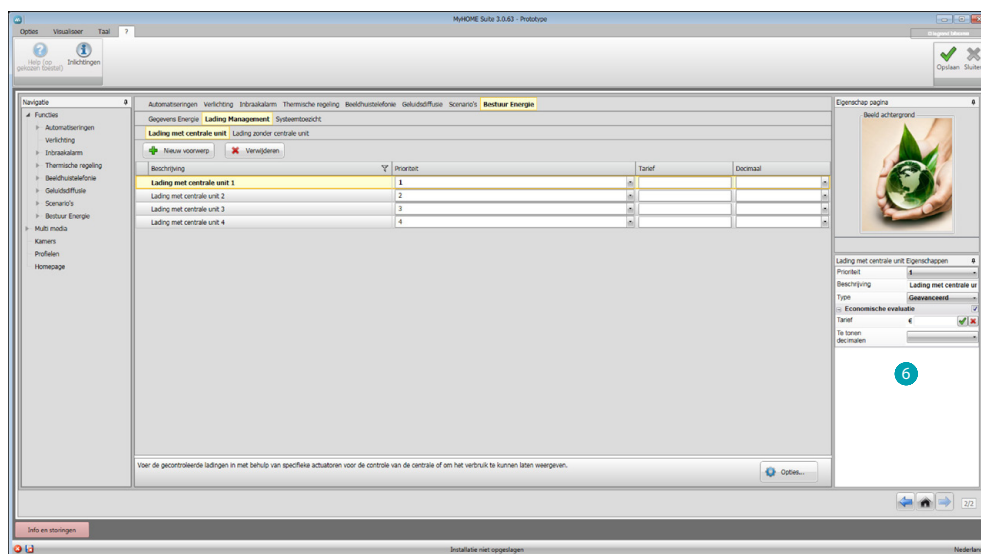 MyHOME Suite 3.0.63 - Prototype
Opties Visualiseer Taal ?
Help (op gekozen toestel)
Inlichtingen
Opslaan Sluiten
Navigatie
Functies
Automatiseringen
Verlichting
Inbraakalarm
Thermische regeling
Beeldhuistelefonie
Geluidsdiffusie
Scenario's
Bestuur Energie
Multi media
Kamers
Profielen
Homepage
Automatiseringen Verlichting Inbraakalarm Thermische regeling Beeldhuistelefonie Geluidsdiffusie Scenario's Bestuur Energie
Gegevens Energie Lading Management Systeemtoezicht
Lading met centrale unit Lading zonder centrale unit
Nieuw voorwerp Verwijderen
Beschrijving Prioriteit Tarief Decimaal
Lading met centrale unit 1 1
Lading met centrale unit 2 2
Lading met centrale unit 3 3
Lading met centrale unit 4 4
Voer de gecontroleerde ladingen in met behulp van specifieke actuatoren voor de controle van de centrale of om het verbruik te kunnen laten weergeven.
Opties...
Eigenschap pagina
Beeld achtergrond
Lading met centrale unit Eigenschappen
Prioriteit 1
Beschrijving Lading met centrale ur
Type Geavanceerd
Economische evaluatie
Tarief €
Te tonen
decimalen
6
2/2
Info en storingen
Installatie niet opgeslagen
Nederlan